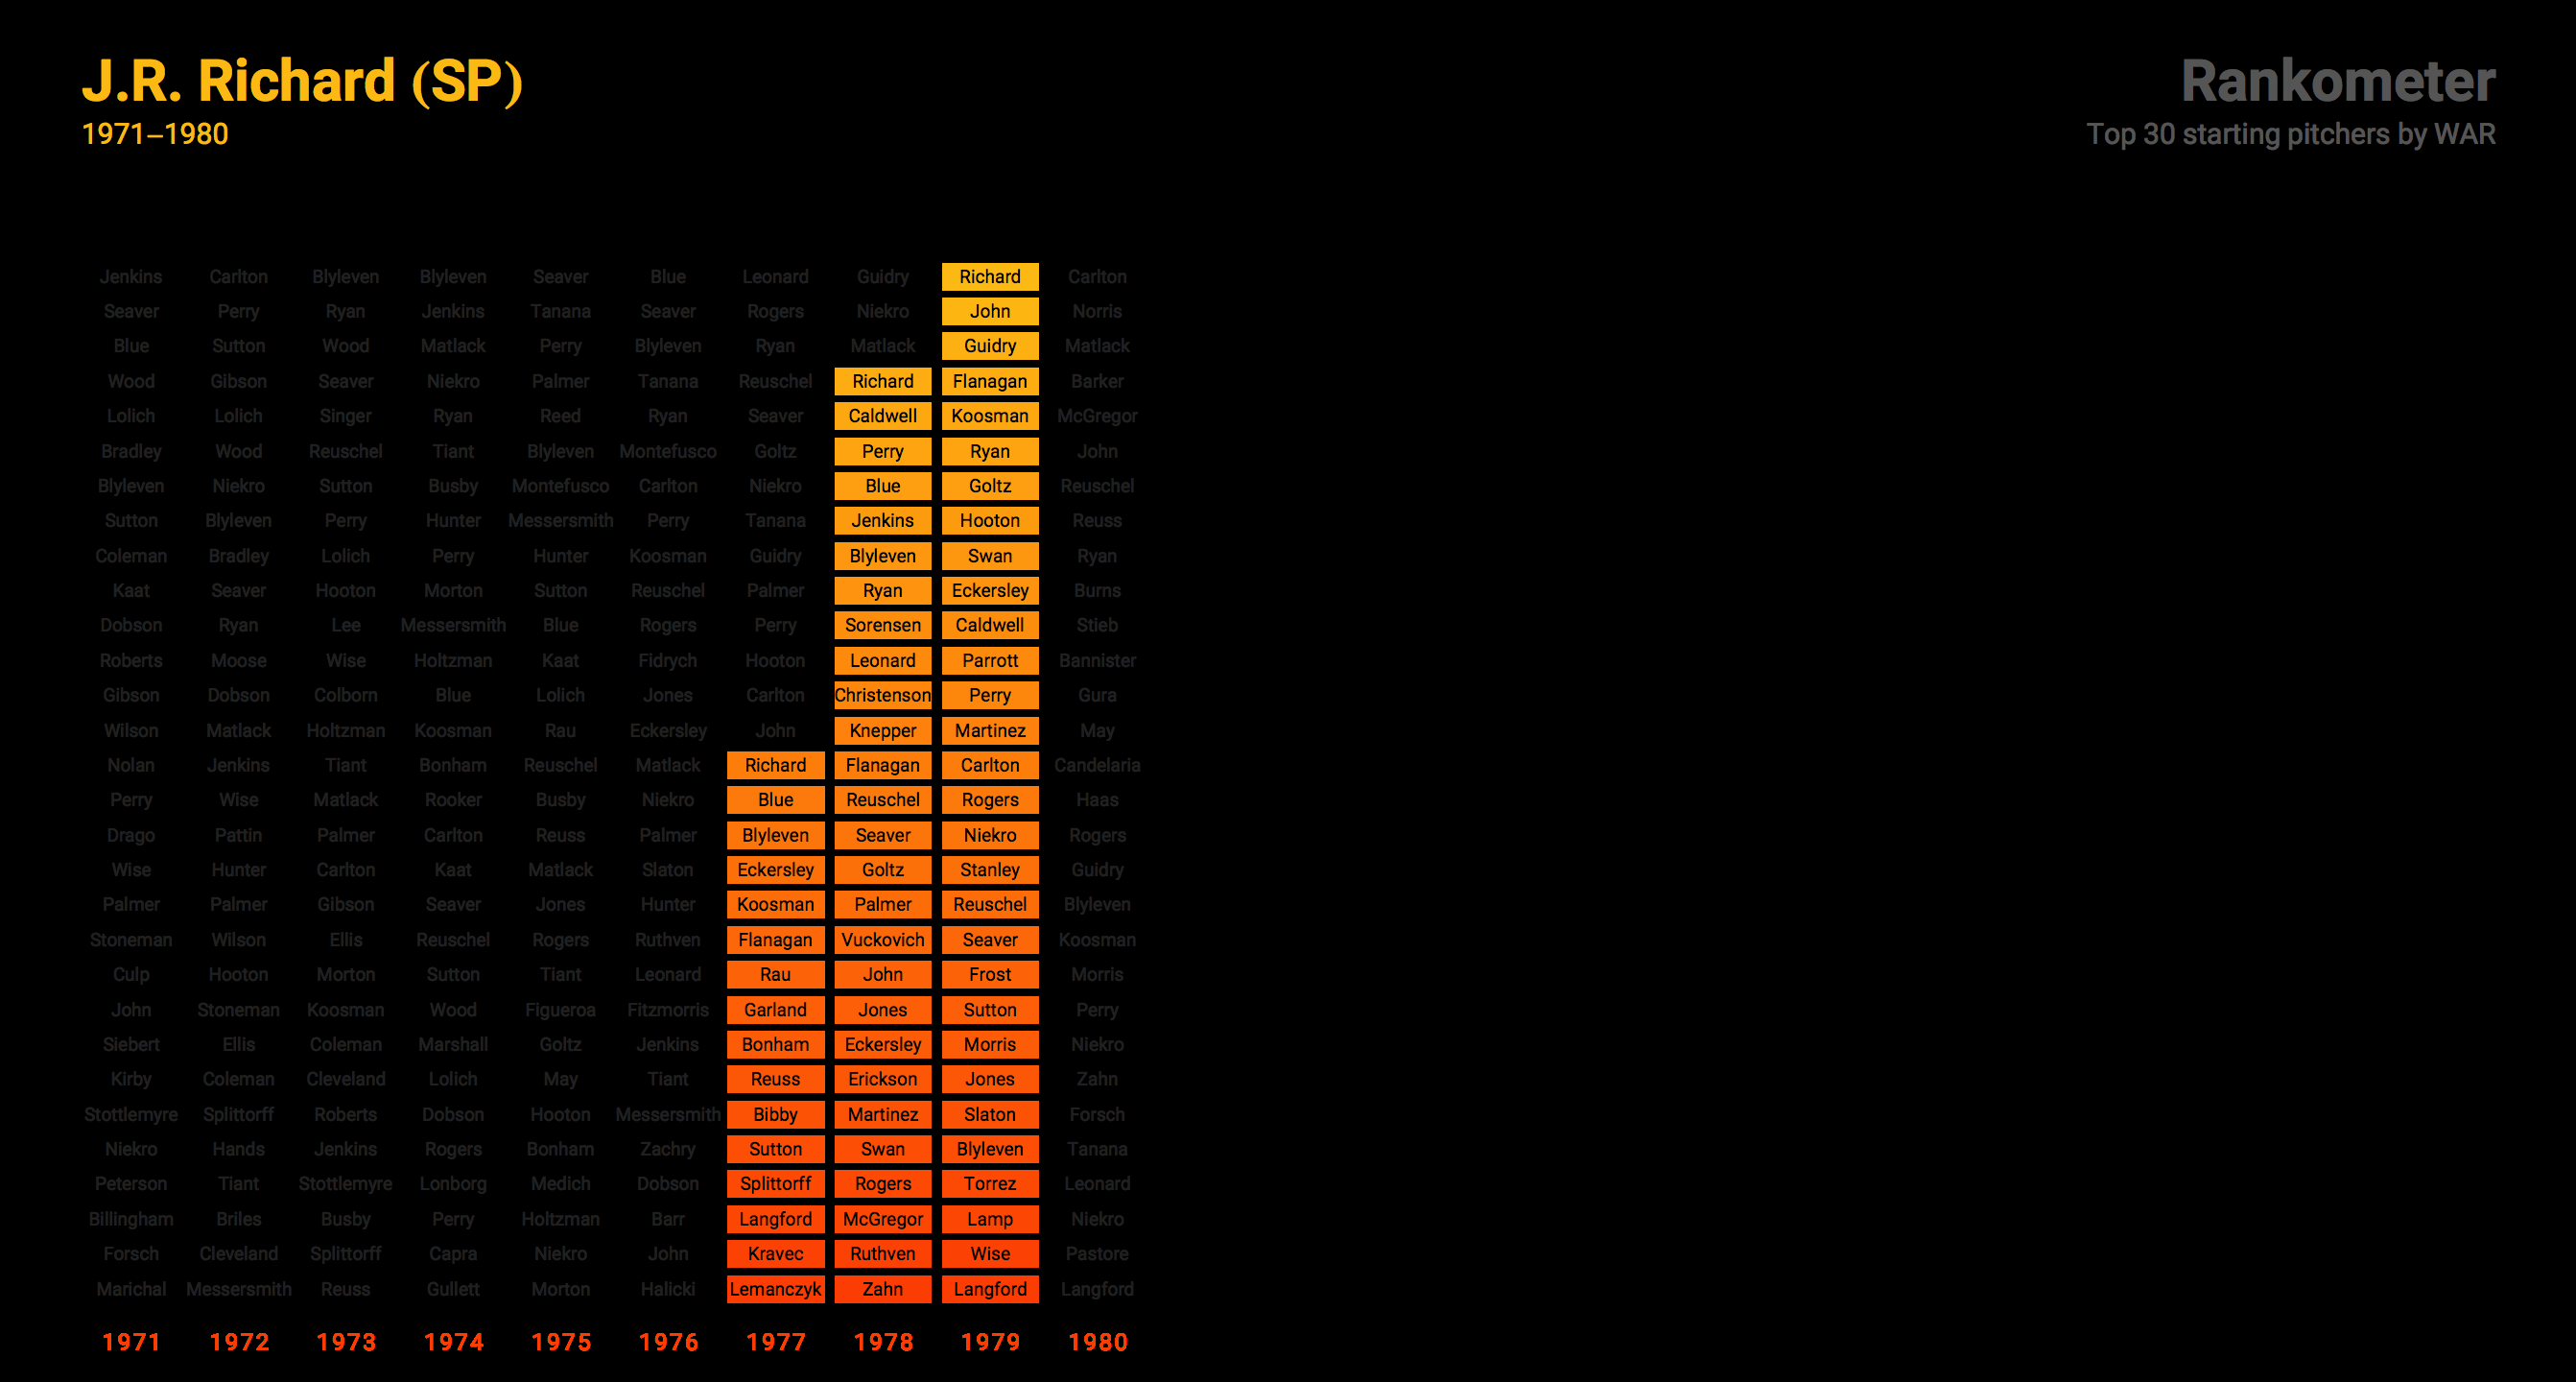 J.R. Richard (SP)
1971–1980
Rankometer
Top 30 starting pitchers by WAR
Jenkins Carlton Blyleven Blyleven Seaver Blue Leonard Guidry Richard Carlton
Seaver Perry Ryan Jenkins Tanana Seaver Rogers Niekro John Norris
Blue Sutton Wood Matlack Perry Blyleven Ryan Matlack Guidry Matlack
Wood Gibson Seaver Niekro Palmer Tanana Reuschel Richard Flanagan Barker
Lolich Lolich Singer Ryan Reed Ryan Seaver Caldwell Koosman McGregor
Bradley Wood Reuschel Tiant Blyleven Montefusco Goltz Perry Ryan John
Blyleven Niekro Sutton Busby Montefusco Carlton Niekro Blue Goltz Reuschel
Sutton Blyleven Perry Hunter Messersmith Perry Tanana Jenkins Hooton Reuss
Coleman Bradley Lolich Perry Hunter Koosman Guidry Blyleven Swan Ryan
Kaat Seaver Hooton Morton Sutton Reuschel Palmer Ryan Eckersley Burns
Dobson Ryan Lee Messersmith Blue Rogers Perry Sorensen Caldwell Stieb
Roberts Moose Wise Holtzman Kaat Fidrych Hooton Leonard Parrott Bannister
Gibson Dobson Colborn Blue Lolich Jones Carlton Christenson Perry Gura
Wilson Matlack Holtzman Koosman Rau Eckersley John Knepper Martinez May
Nolan Jenkins Tiant Bonham Reuschel Matlack Richard Flanagan Carlton Candelaria
Perry Wise Matlack Rooker Busby Niekro Blue Reuschel Rogers Haas
Drago Pattin Palmer Carlton Reuss Palmer Blyleven Seaver Niekro Rogers
Wise Hunter Carlton Kaat Matlack Slaton Eckersley Goltz Stanley Guidry
Palmer Palmer Gibson Seaver Jones Hunter Koosman Palmer Reuschel Blyleven
Stoneman Wilson Ellis Reuschel Rogers Ruthven Flanagan Vuckovich Seaver Koosman
Culp Hooton Morton Sutton Tiant Leonard Rau John Frost Morris
John Stoneman Koosman Wood Figueroa Fitzmorris Garland Jones Sutton Perry
Siebert Ellis Coleman Marshall Goltz Jenkins Bonham Eckersley Morris Niekro
Kirby Coleman Cleveland Lolich May Tiant Reuss Erickson Jones Zahn
Stottlemyre Splittorff Roberts Dobson Hooton Messersmith Bibby Martinez Slaton Forsch
Niekro Hands Jenkins Rogers Bonham Zachry Sutton Swan Blyleven Tanana
Peterson Tiant Stottlemyre Lonborg Medich Dobson Splittorff Rogers Torrez Leonard
Billingham Briles Busby Perry Holtzman Barr Langford McGregor Lamp Niekro
Forsch Cleveland Splittorff Capra Niekro John Kravec Ruthven Wise Pastore
Marichal Messersmith Reuss Gullett Morton Halicki Lemanczyk Zahn Langford Langford
1971 1972 1973 1974 1975 1976 1977 1978 1979 1980